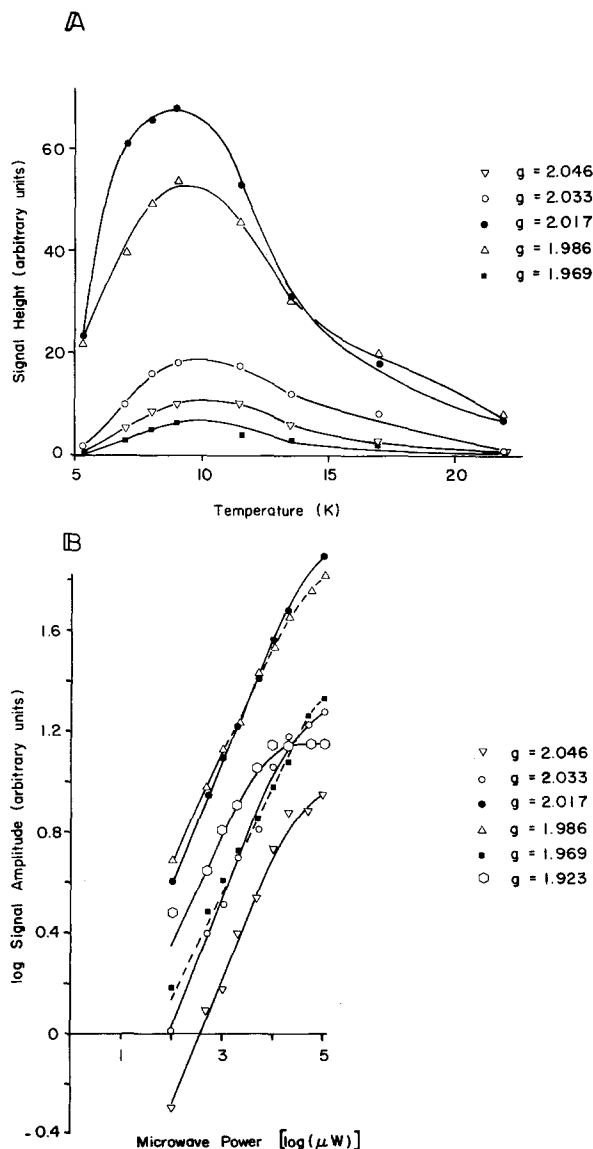 A
Signal Height (arbitrary units)
60
40
20
0
5
10
15
20
Temperature (K)
▽ g = 2.046
○ g = 2.033
● g = 2.017
△ g = 1.986
■ g = 1.969
B
log Signal Amplitude (arbitrary units)
1.6
1.2
0.8
0.4
0
-0.4
1
3
5
Microwave Power [log(μW)]
▽ g = 2.046
○ g = 2.033
● g = 2.017
△ g = 1.986
■ g = 1.969
⬡ g = 1.923